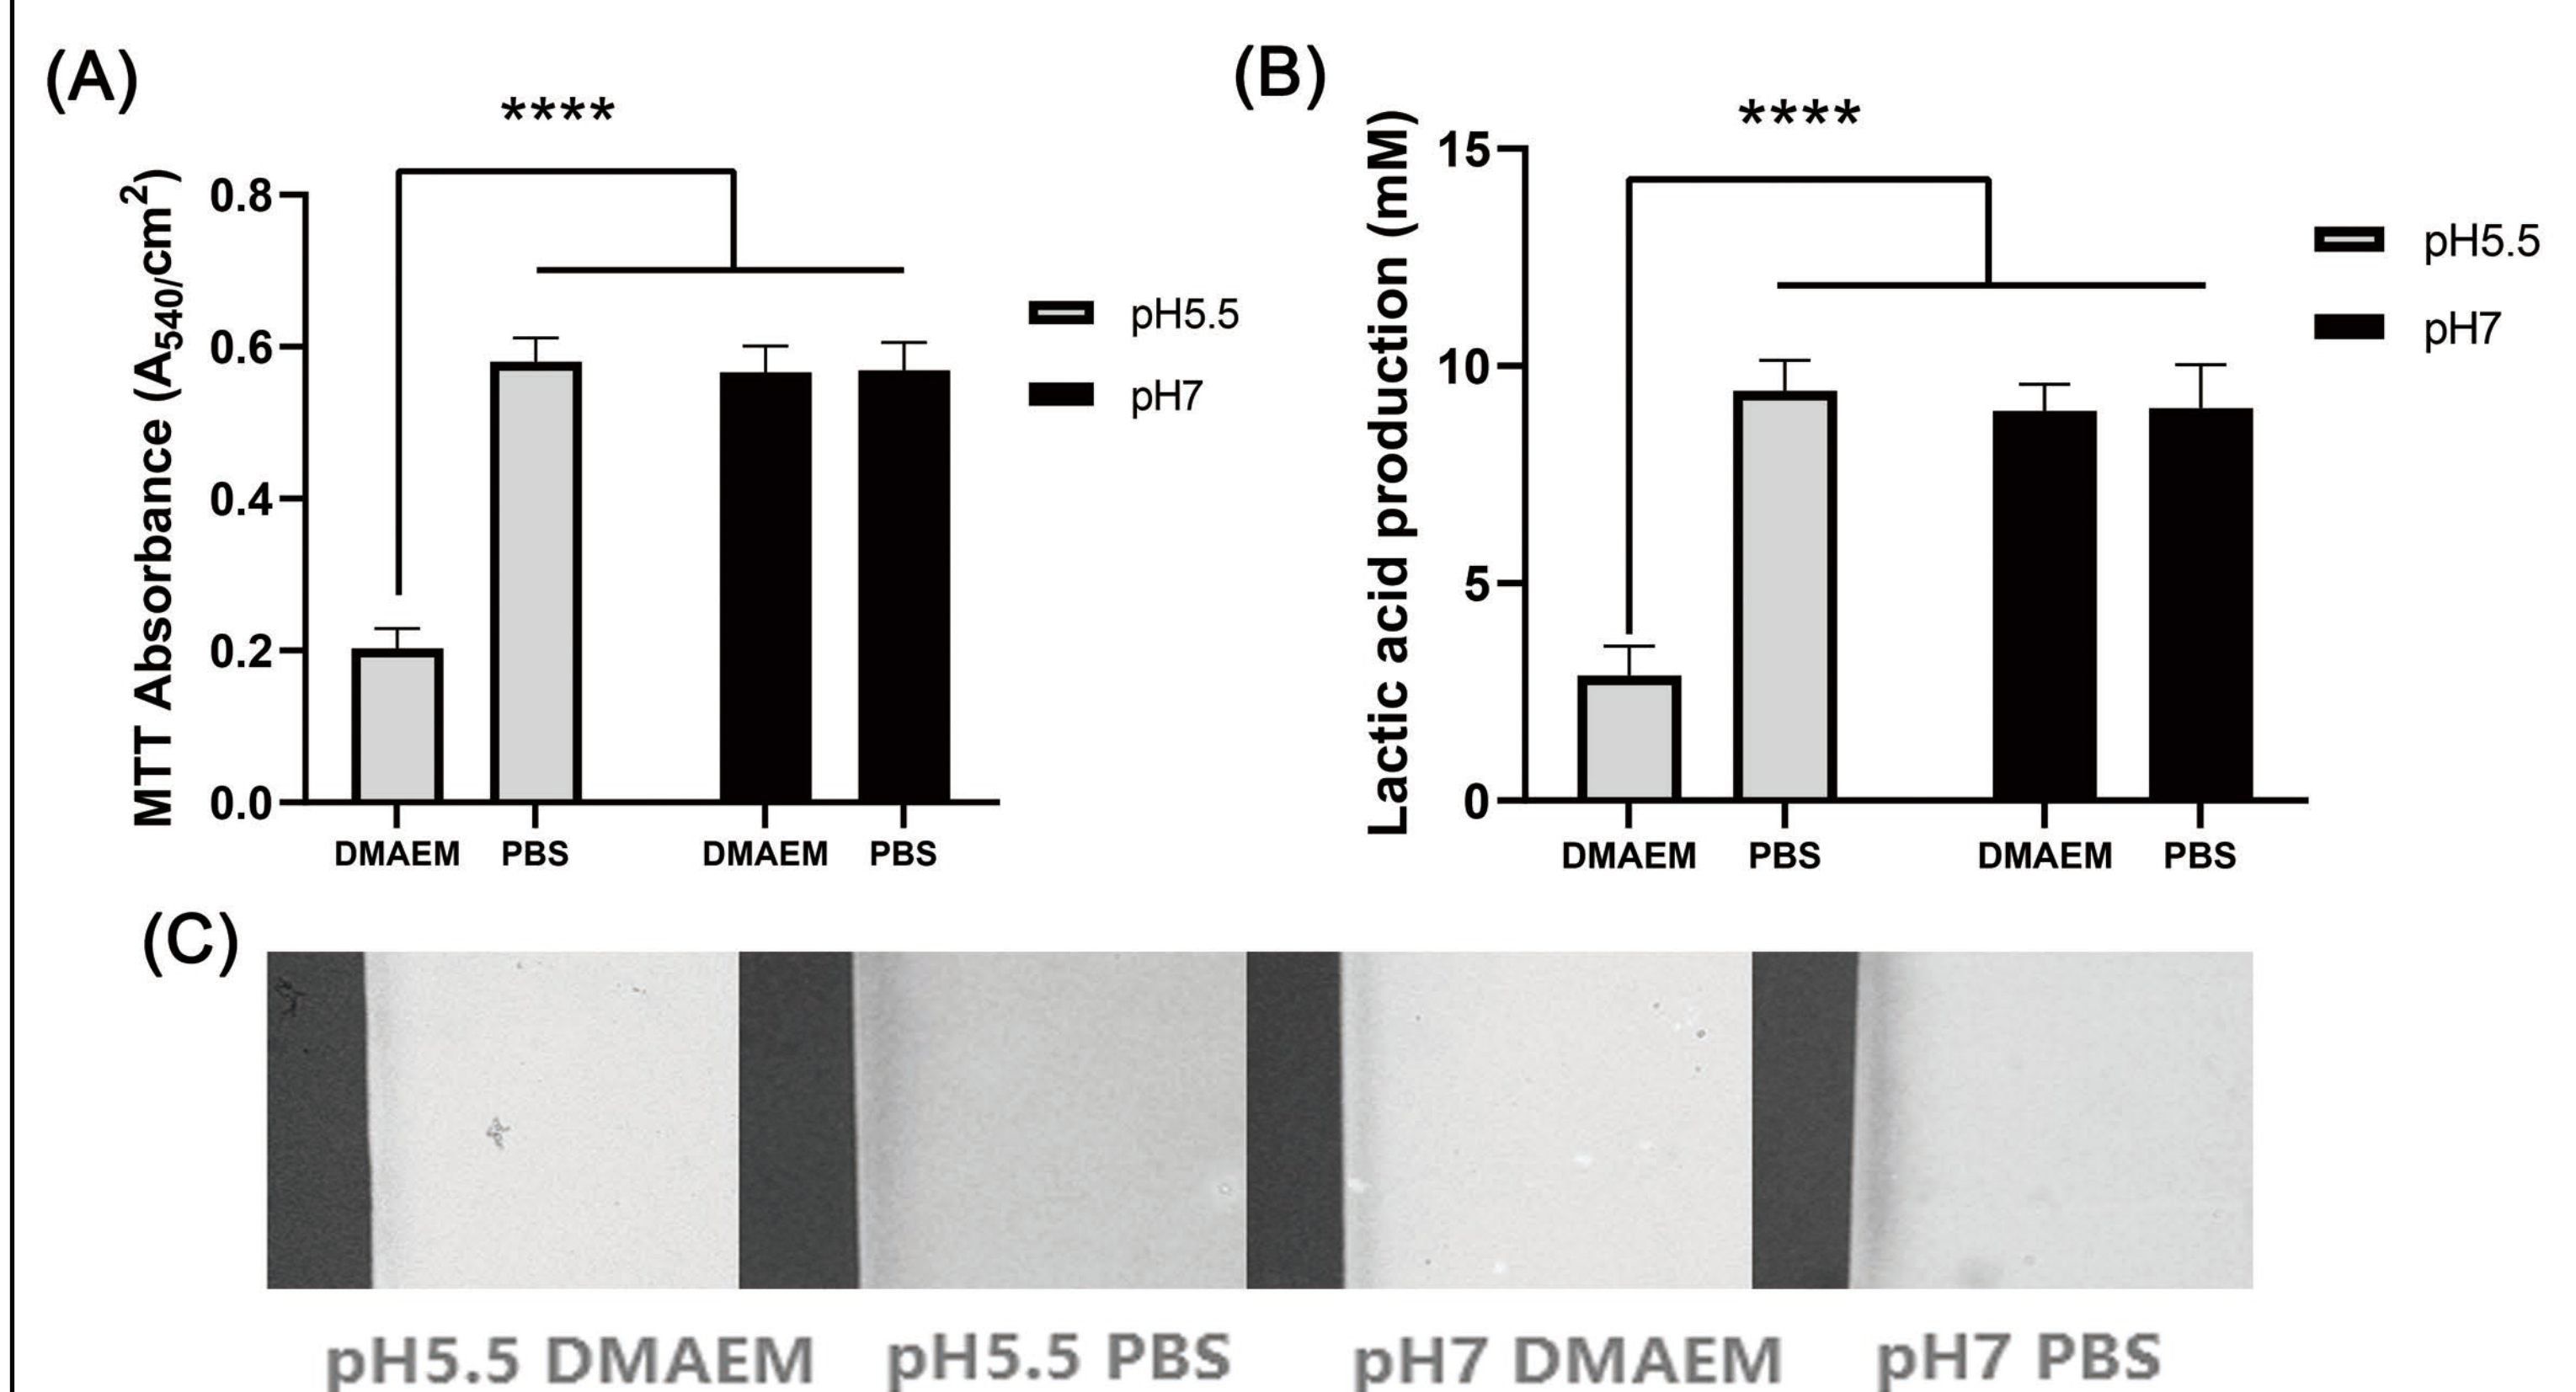 (A)
****
MTT Absorbance (A540/cm2)
0.8
0.6
0.4
0.2
0.0
DMAEM PBS DMAEM PBS
pH5.5
pH7
(B)
****
Lactic acid production (mM)
15
10
5
0
DMAEM PBS DMAEM PBS
pH5.5
pH7
(C)
pH5.5 DMAEM pH5.5 PBS pH7 DMAEM pH7 PBS